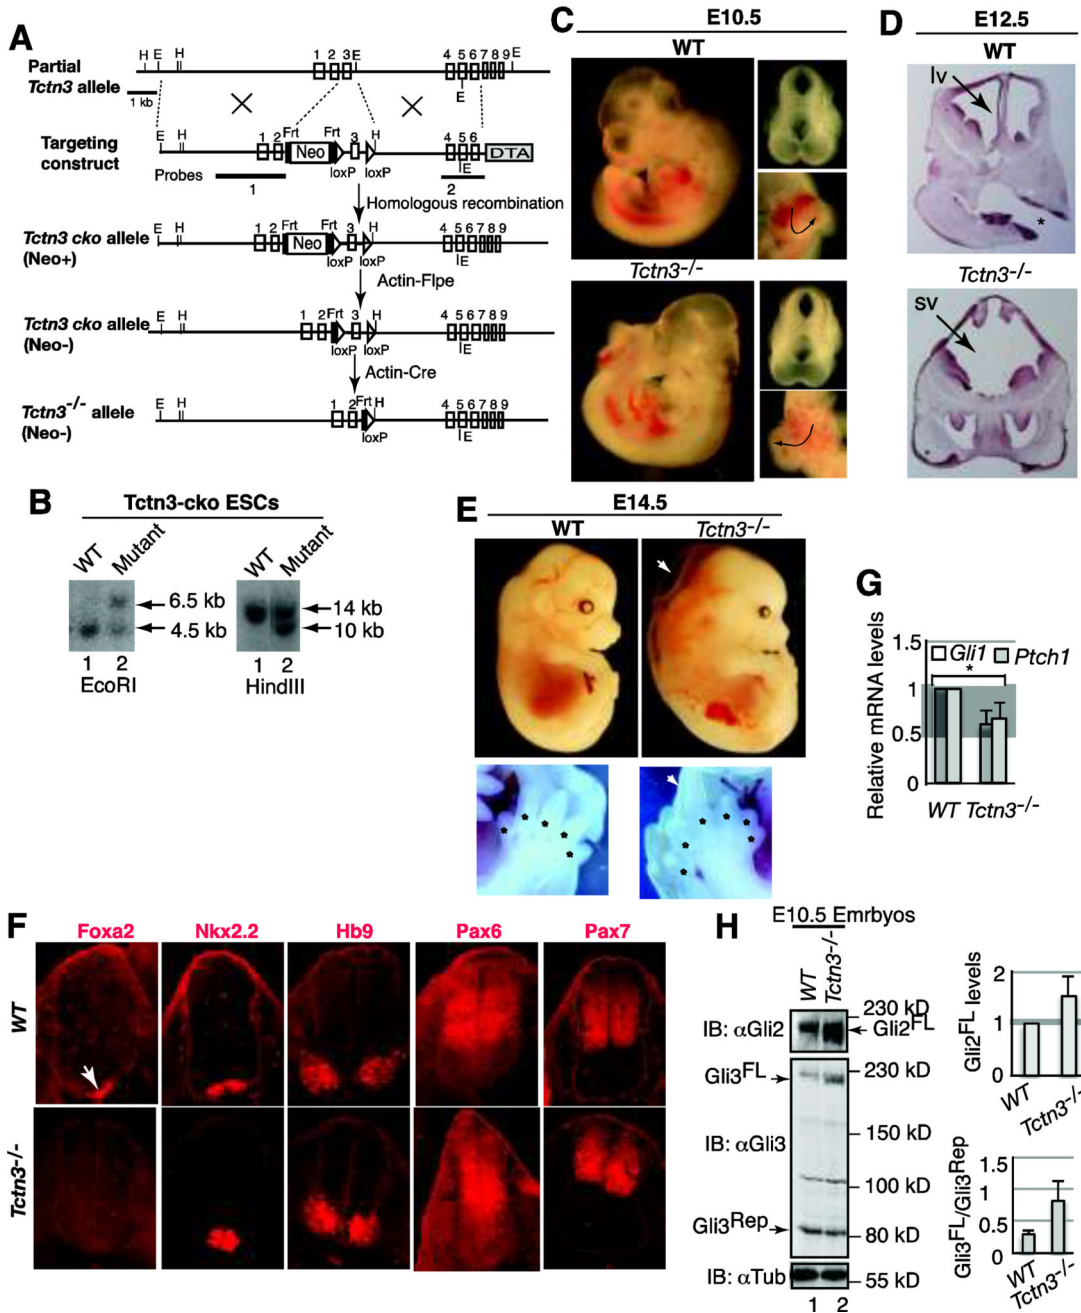 A
H E H 1 2 3 E 4 5 6 7 8 9 E
Partial
Tctn3 allele
E
1 kb
Targeting
construct
E H 1 2 Frt Neo Frt 3 H 4 5 6 DTA
loxP loxP E
Probes
1 2
Homologous recombination
Tctn3 cko allele
(Neo+)
E H 1 2 Frt Neo Frt 3 H 4 5 6 7 8 9
loxP loxP E
Actin-Flpe
Tctn3 cko allele
(Neo-)
E H 1 2 Frt 3 H 4 5 6 7 8 9
loxP loxP E
Actin-Cre
Tctn3-/- allele
(Neo-)
E H 1 2 Frt H 4 5 6 7 8 9
loxP E
B
Tctn3-cko ESCs
WT Mutant WT Mutant
6.5 kb
4.5 kb
14 kb
10 kb
1 2 1 2
EcoRI HindIII
C
E10.5
WT
Tctn3-/-
D
E12.5
WT
lv
*
Tctn3-/-
sv
E
E14.5
WT Tctn3-/-
* * * * *
* * * * * *
F
Foxa2 Nkx2.2 Hb9 Pax6 Pax7
WT
Tctn3-/-
G
Relative mRNA levels
1.5
1
0.5
0
Gli1 Ptch1
*
WT Tctn3-/-
H
E10.5 Emrbyos
WT Tctn3-/-
230 kD
IB: αGli2
Gli2FL
Gli3FL
230 kD
150 kD
IB: αGli3
100 kD
Gli3Rep
80 kD
IB: αTub
55 kD
1 2
Gli2FL levels
2
1
0
WT Tctn3-/-
Gli3FL/Gli3Rep
1.5
1
0.5
0
WT Tctn3-/-